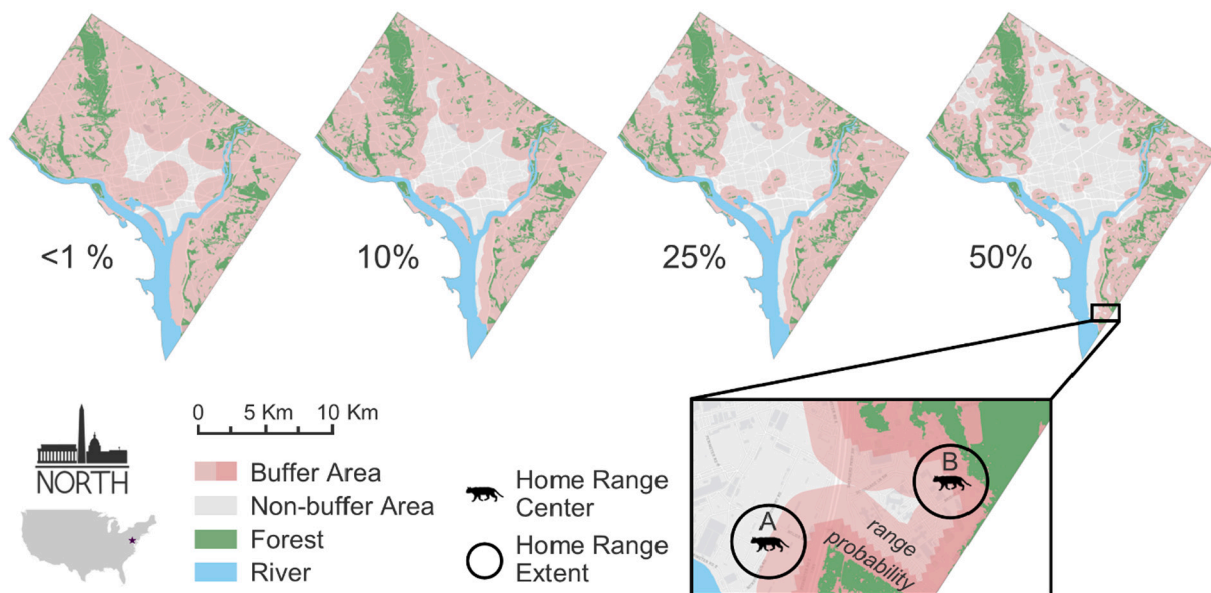 <1 %
10%
25%
50%
0
5 Km
10 Km
NORTH
Buffer Area
Non-buffer Area
Forest
River
Home Range
Center
Home Range
Extent
A
B
range
probability